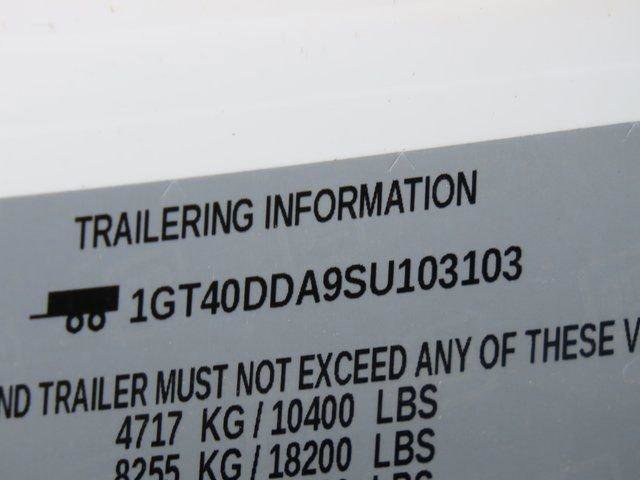 TRAILERING INFORMATION
1GT40DDA9SU103103
ND TRAILER MUST NOT EXCEED ANY OF THESE V
4717 KG / 10400 LBS
8255 KG / 18200 LBS